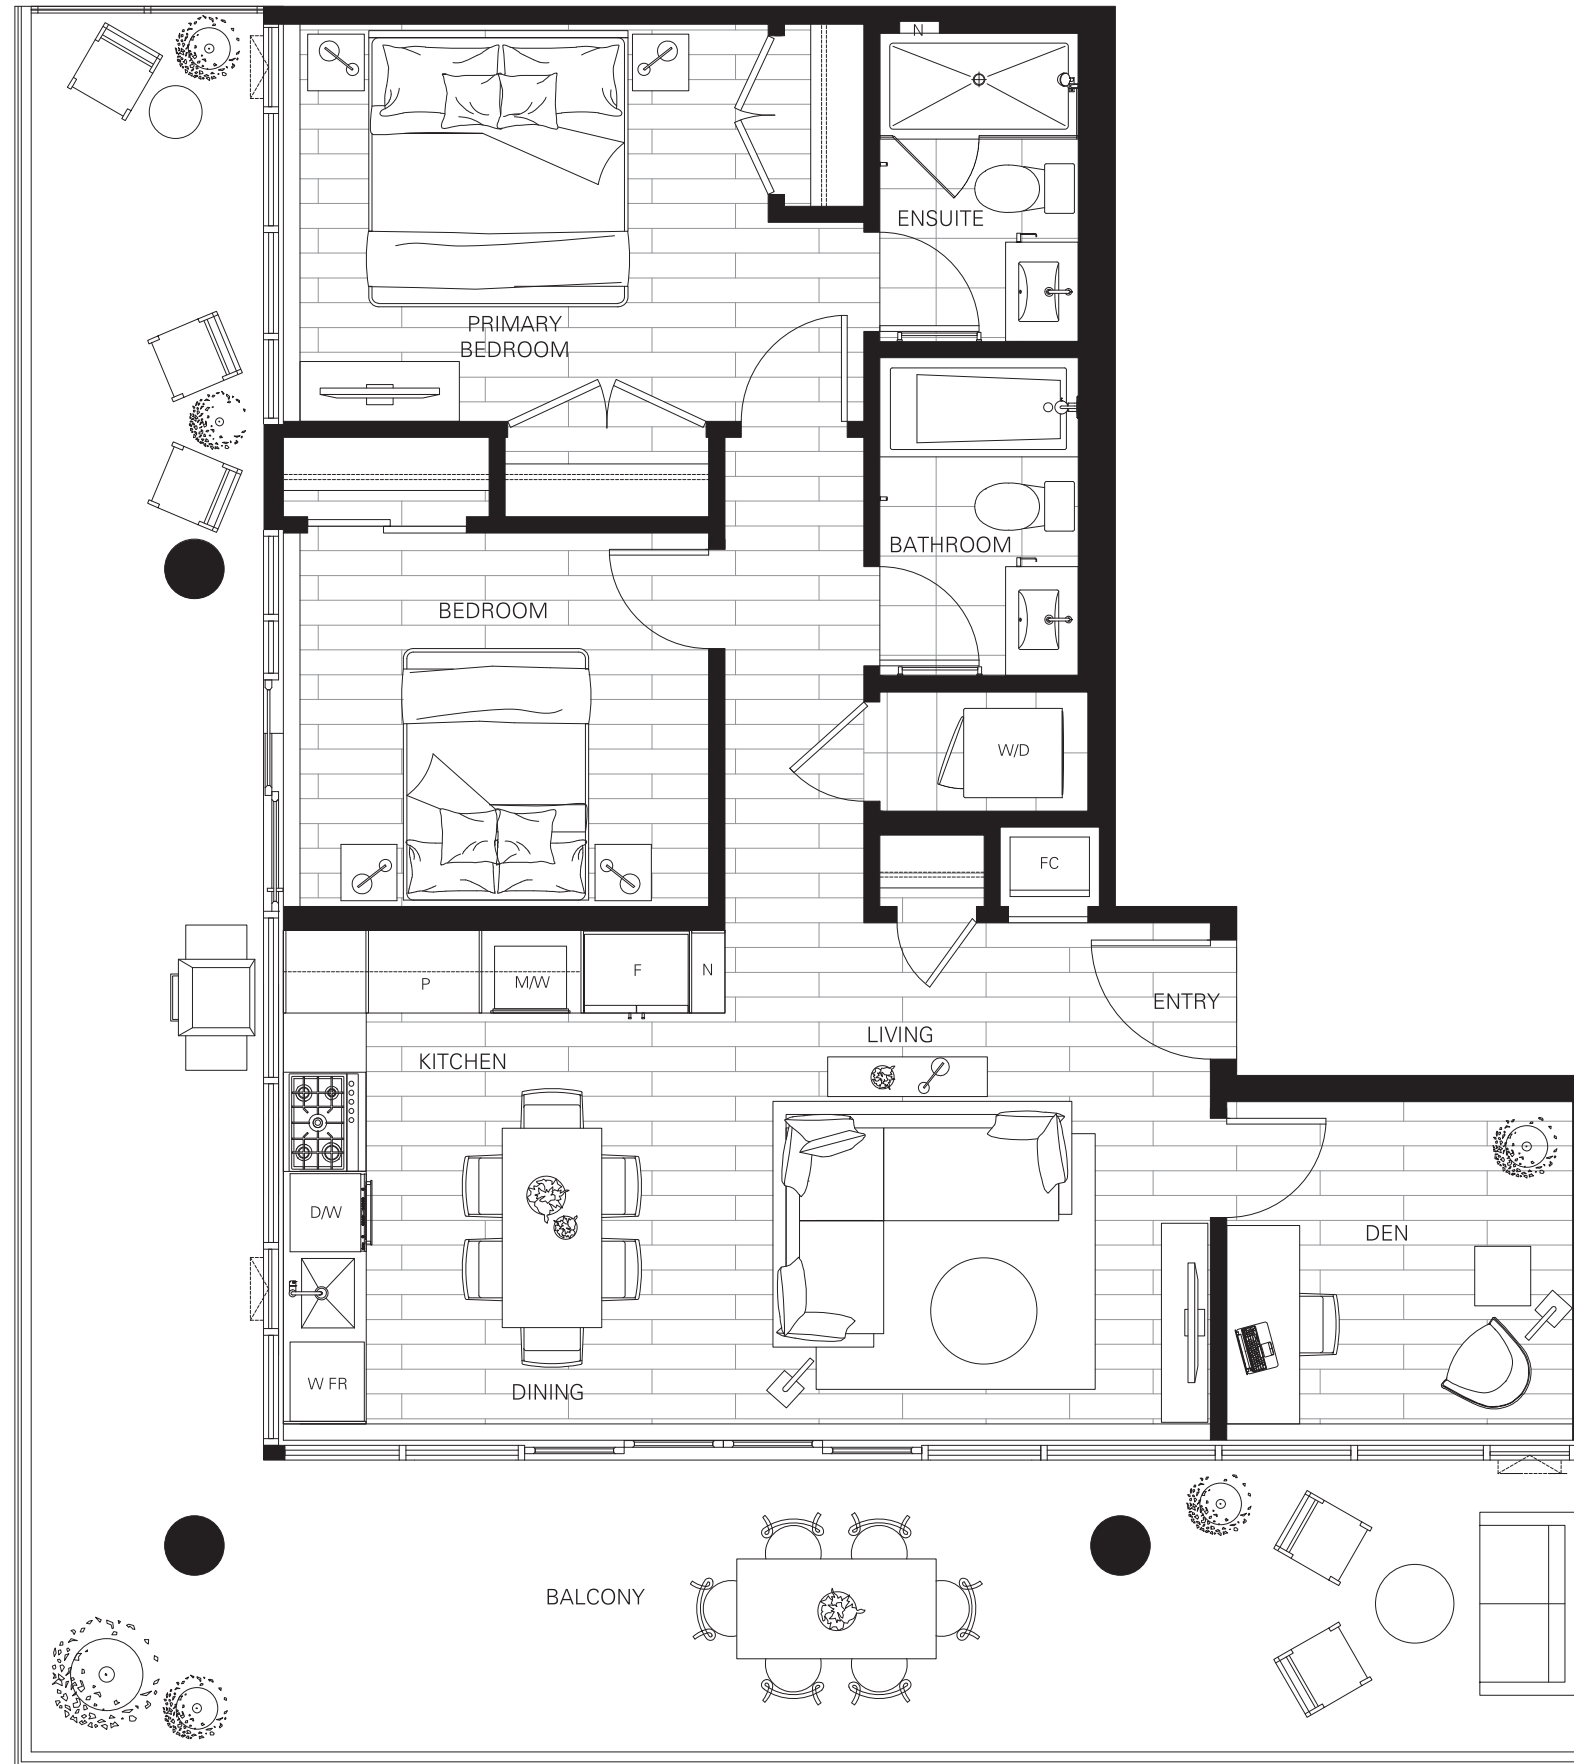 N
ENSUITE
PRIMARY
BEDROOM
BATHROOM
BEDROOM
W/D
FC
P
M/W
F
N
ENTRY
LIVING
KITCHEN
D/W
DEN
W FR
DINING
BALCONY